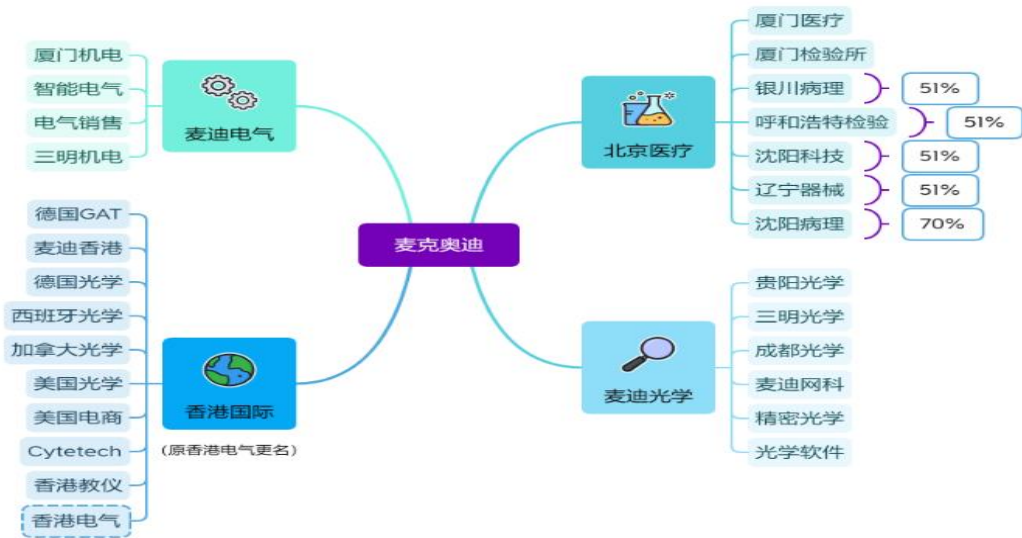 麦克奥迪
麦迪电气
厦门机电
智能电气
电气销售
三明机电
香港国际
(原香港电气更名)
德国GAT
麦迪香港
德国光学
西班牙光学
加拿大光学
美国光学
美国电商
Cytetech
香港教仪
香港电气
北京医疗
厦门医疗
厦门检验所
银川病理 51%
呼和浩特检验 51%
沈阳科技 51%
辽宁器械 51%
沈阳病理 70%
麦迪光学
贵阳光学
三明光学
成都光学
麦迪网科
精密光学
光学软件